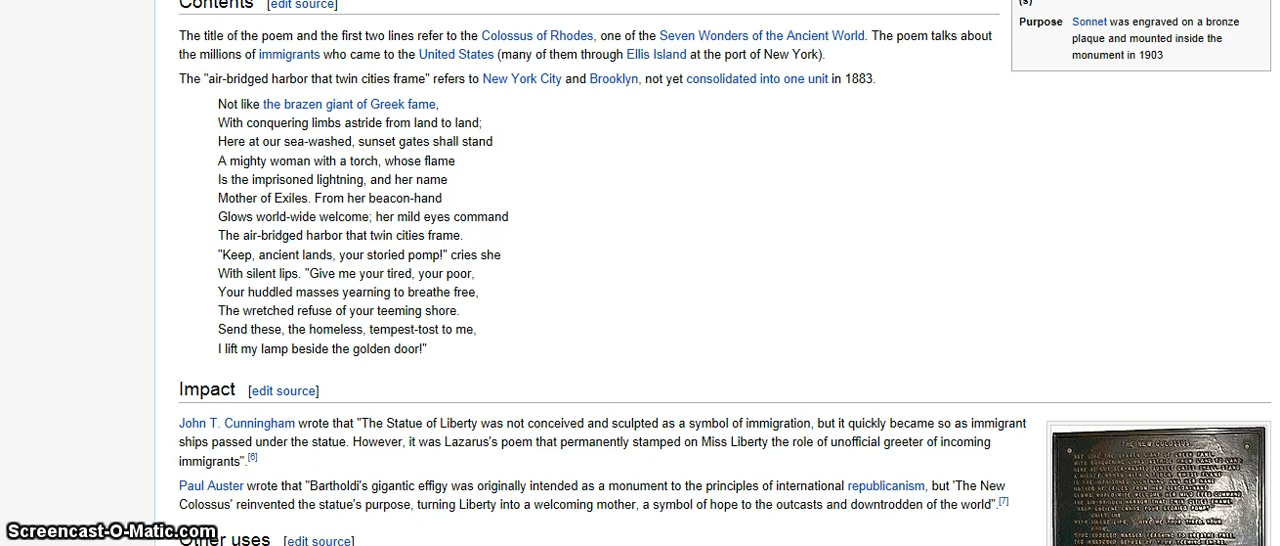 Contents [edit source]
(s)
Purpose Sonnet was engraved on a bronze
plaque and mounted inside the
monument in 1903
The title of the poem and the first two lines refer to the Colossus of Rhodes, one of the Seven Wonders of the Ancient World. The poem talks about
the millions of immigrants who came to the United States (many of them through Ellis Island at the port of New York).
The "air-bridged harbor that twin cities frame" refers to New York City and Brooklyn, not yet consolidated into one unit in 1883.
Not like the brazen giant of Greek fame,
With conquering limbs astride from land to land;
Here at our sea-washed, sunset gates shall stand
A mighty woman with a torch, whose flame
Is the imprisoned lightning, and her name
Mother of Exiles. From her beacon-hand
Glows world-wide welcome; her mild eyes command
The air-bridged harbor that twin cities frame.
"Keep, ancient lands, your storied pomp!" cries she
With silent lips. "Give me your tired, your poor,
Your huddled masses yearning to breathe free,
The wretched refuse of your teeming shore.
Send these, the homeless, tempest-tost to me,
I lift my lamp beside the golden door!"
Impact [edit source]
John T. Cunningham wrote that "The Statue of Liberty was not conceived and sculpted as a symbol of immigration, but it quickly became so as immigrant
ships passed under the statue. However, it was Lazarus's poem that permanently stamped on Miss Liberty the role of unofficial greeter of incoming
immigrants".[6]
Paul Auster wrote that "Bartholdi's gigantic effigy was originally intended as a monument to the principles of international republicanism, but 'The New
Colossus' reinvented the statue's purpose, turning Liberty into a welcoming mother, a symbol of hope to the outcasts and downtrodden of the world".[7]
Other uses [edit source]
THE NEW COLOSSUS.
Screencast-O-Matic.com